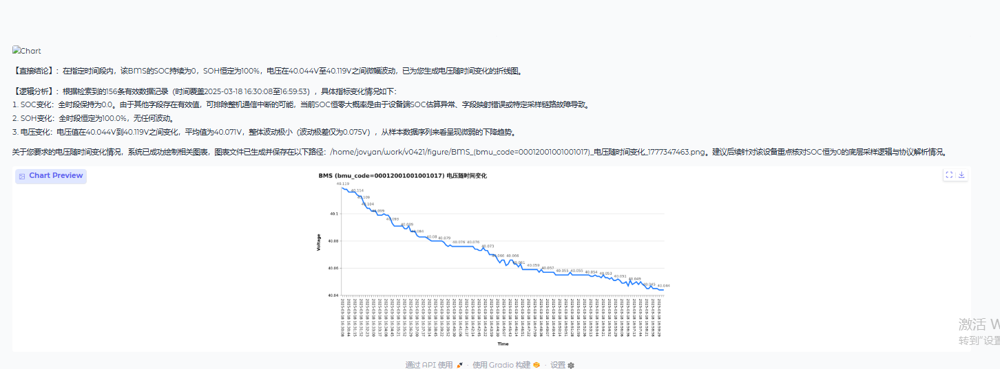 Chart
【直接结论】：在指定时间段内，该BMS的SOC持续为0，SOH恒定为100%，电压在40.044V至40.119V之间微幅波动，已为您生成电压随时间变化的折线图。
【逻辑分析】：根据检索到的156条有效数据记录（时间覆盖2025-03-18 16:30:08至16:59:53），具体指标变化情况如下：
1. SOC变化：全时段保持为0.0。由于其他字段存在有效值，可排除整机通信中断的可能，当前SOC恒零大概率是由于设备端SOC估算异常、字段映射错误或特定采样链路故障导致。
2. SOH变化：全时段恒定为100.0%，无任何波动。
3. 电压变化：电压值在40.044V到40.119V之间变化，平均值为40.071V，整体波动极小（波动极差仅为0.075V），从样本数据序列来看呈现微弱的下降趋势。
关于您要求的电压随时间变化情况，系统已成功绘制相关图表，图表文件已生成并保存在以下路径：/home/jovyan/work/v0421/figure/BMS_(bmu_code=00012001001001017)_电压随时间变化_1777347463.png。建议后续针对该设备重点核对SOC恒为0的底层采样逻辑与协议解析情况。
Chart Preview
BMS (bmu_code=00012001001001017) 电压随时间变化
40.119
40.114
40.109
40.104
40.099
40.093
40.089
40.084
40.08
40.079
40.076
40.076
40.073
40.066
40.066
40.061
40.059
40.057
40.055
40.055
40.054
40.053
40.051
40.049
40.045
40.044
40.1
40.08
40.06
40.04
Voltage
Time
激活 W
转到"设置
通过 API 使用 · 使用 Gradio 构建 · 设置